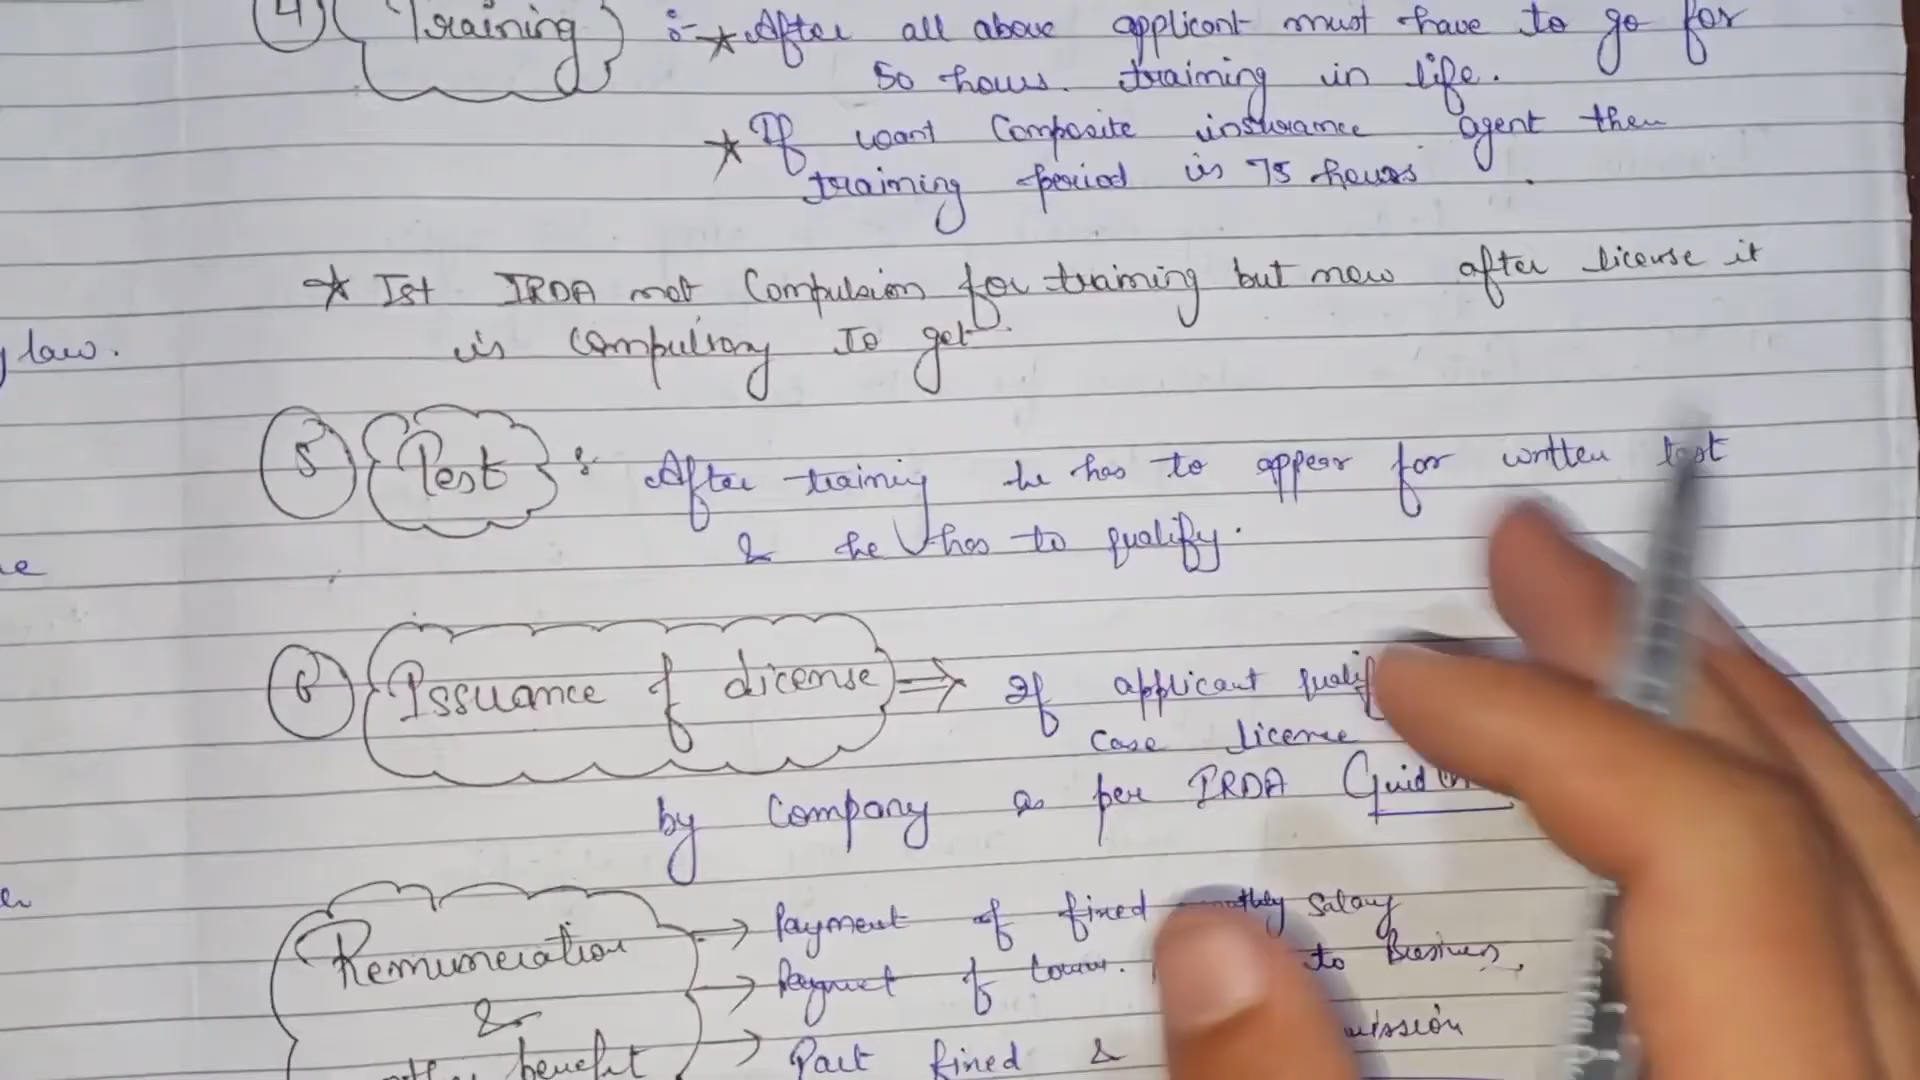 4 Training :- ★ After all above applicant must have to go for
50 hours. training in life.
★ If want Composite insurance agent then
training period is 75 hours
★ Ist IRDA not Compulsion for training but now after license it
is compulsory to get.
y law.
5 Test : After training he has to appear for written test
& he has to qualify.
6 Issuance of License ⇒ If applicant
case license
by Company as per IRDA
Remuneration → Payment of fixed monthly Salary
→ Payment of to Business,
&
benefit → Part fixed &